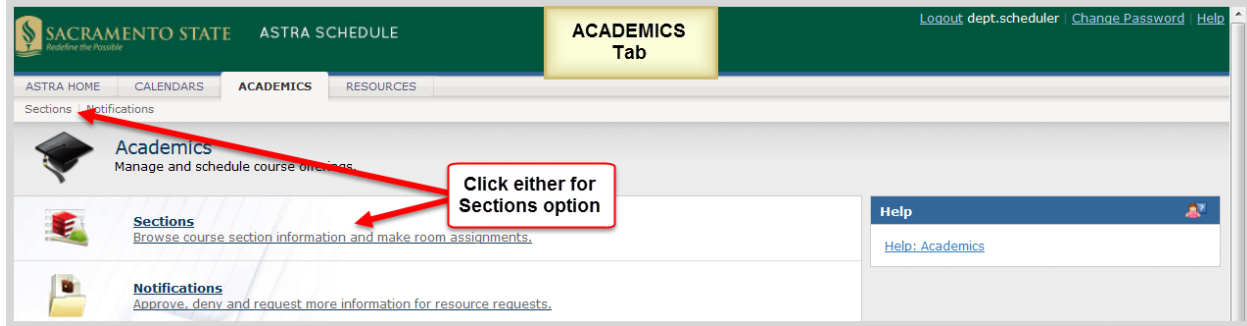 SACRAMENTO STATE
Redefine the Possible
ASTRA SCHEDULE
ACADEMICS
Tab
Logout dept.scheduler | Change Password | Help
ASTRA HOME CALENDARS ACADEMICS RESOURCES
Sections | Notifications
Academics
Manage and schedule course offerings.
Click either for
Sections option
Sections
Browse course section information and make room assignments.
Notifications
Approve, deny and request more information for resource requests.
Help
Help: Academics